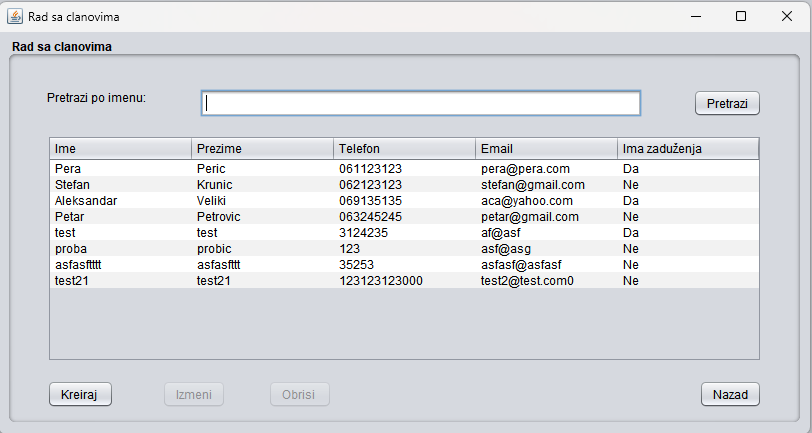 Rad sa clanovima
Rad sa clanovima
Pretrazi po imenu:
Pretrazi
Ime Prezime Telefon Email Ima zaduženja
Pera Peric 061123123 pera@pera.com Da
Stefan Krunic 062123123 stefan@gmail.com Ne
Aleksandar Veliki 069135135 aca@yahoo.com Da
Petar Petrovic 063245245 petar@gmail.com Ne
test test 3124235 af@asf Da
proba probic 123 asf@asg Ne
asfasftttt asfasfttt 35253 asfasf@asfasf Ne
test21 test21 123123123000 test2@test.com0 Ne
Kreiraj Izmeni Obrisi Nazad